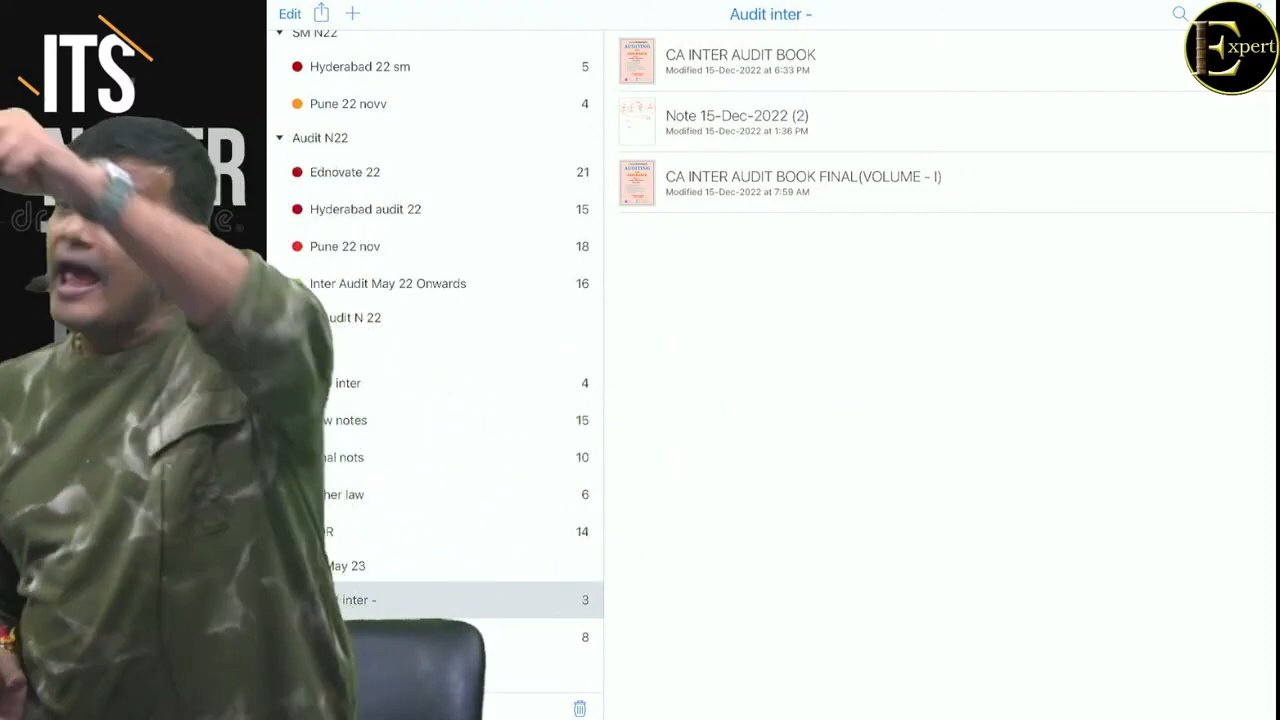 ITS
Edit
Audit inter -
Expert
SM N22
Hyderabad 22 sm 5
Pune 22 novv 4
Audit N22
Ednovate 22 21
Hyderabad audit 22 15
Pune 22 nov 18
Inter Audit May 22 Onwards 16
udit N 22
inter 4
w notes 15
al nots 10
her law 6
R 14
May 23
inter - 3
8
CA INTER AUDIT BOOK
Modified 15-Dec-2022 at 6:33 PM
Note 15-Dec-2022 (2)
Modified 15-Dec-2022 at 1:36 PM
CA INTER AUDIT BOOK FINAL(VOLUME - I)
Modified 15-Dec-2022 at 7:59 AM